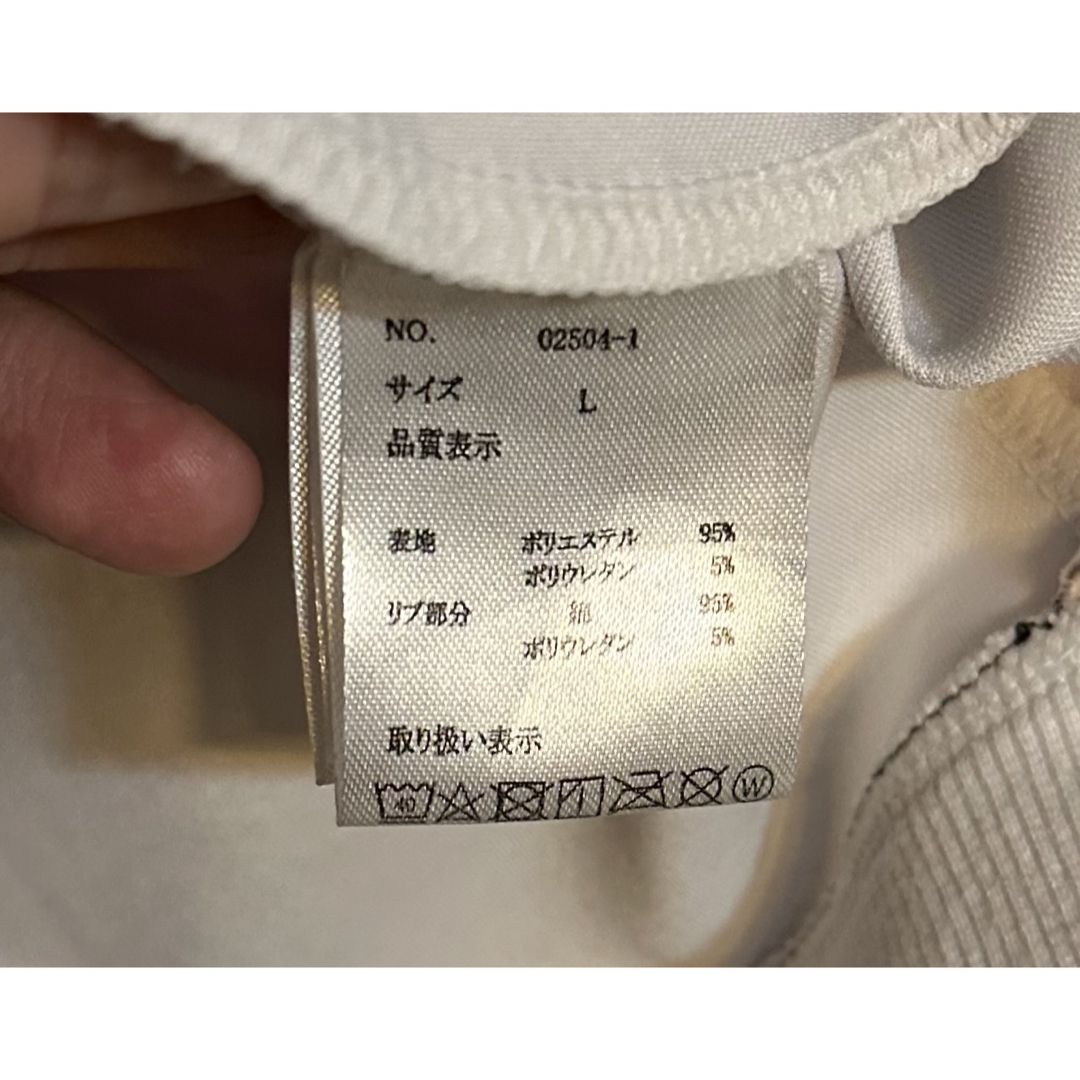 NO. 02504-1
サイズ L
品質表示
表地 ポリエステル 95%
ポリウレタン 5%
リブ部分 綿 95%
ポリウレタン 5%
取り扱い表示
40 W